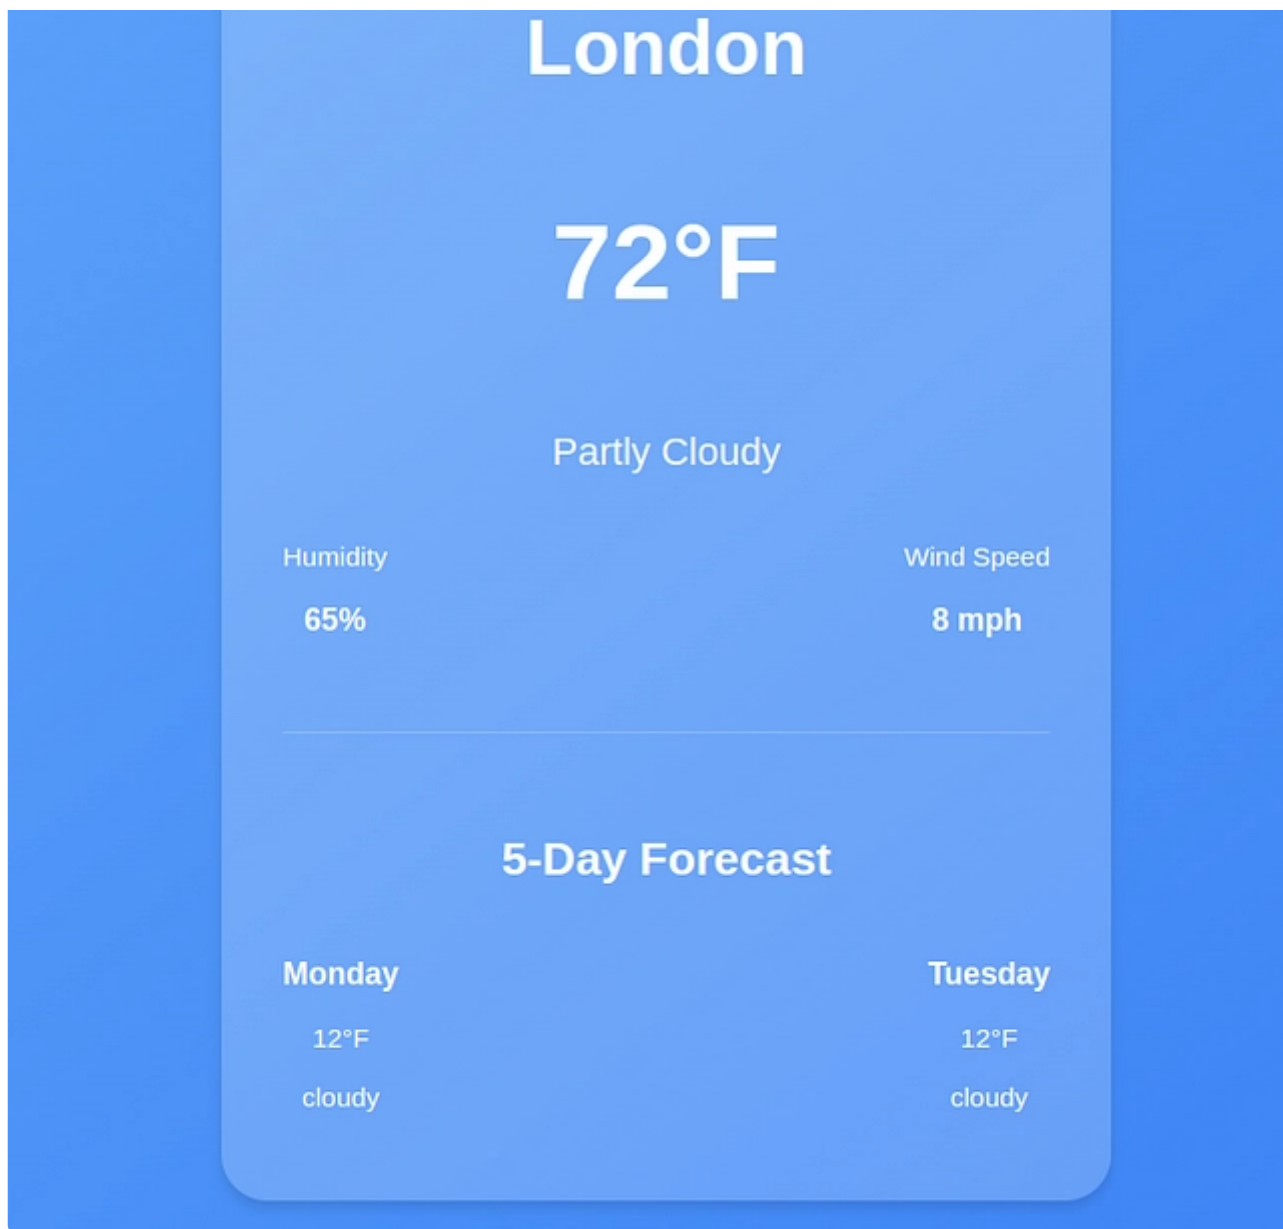 London
72°F
Partly Cloudy
Humidity
65%
Wind Speed
8 mph
5-Day Forecast
Monday
12°F
cloudy
Tuesday
12°F
cloudy